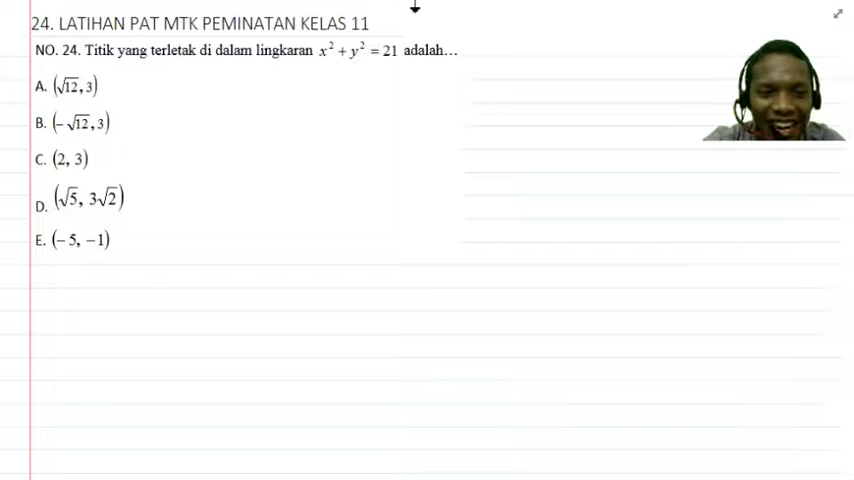 24. LATIHAN PAT MTK PEMINATAN KELAS 11
NO. 24. Titik yang terletak di dalam lingkaran x² + y² = 21 adalah…
A. (√12, 3)
B. (−√12, 3)
C. (2, 3)
D. (√5, 3√2)
E. (−5, −1)